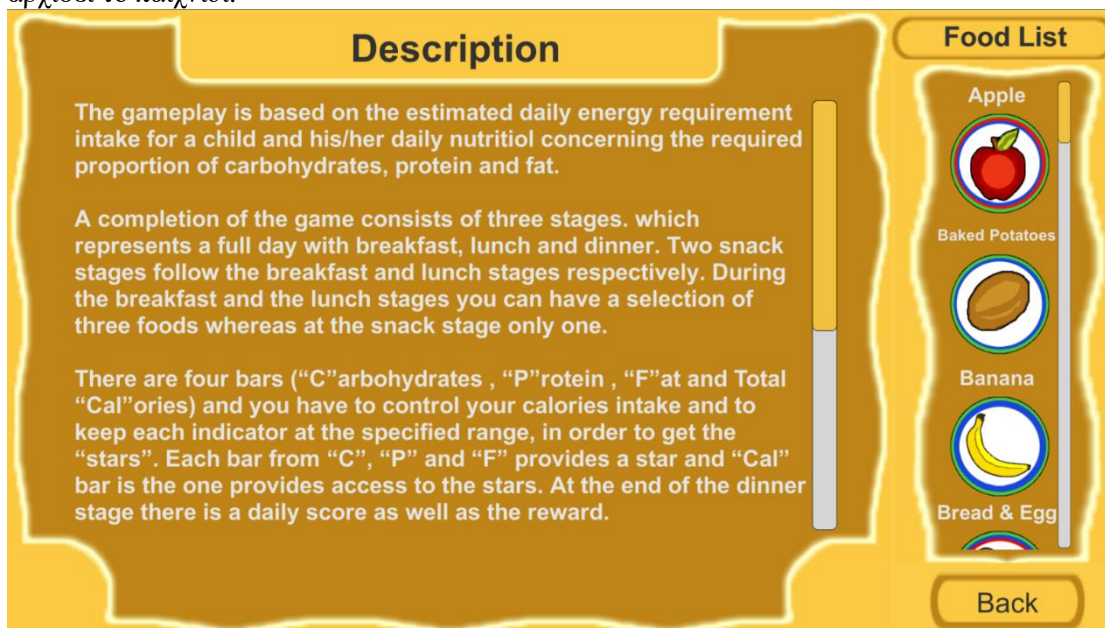 αρχίσει το παιχνίδι.
Description
The gameplay is based on the estimated daily energy requirement
intake for a child and his/her daily nutritiol concerning the required
proportion of carbohydrates, protein and fat.
A completion of the game consists of three stages. which
represents a full day with breakfast, lunch and dinner. Two snack
stages follow the breakfast and lunch stages respectively. During
the breakfast and the lunch stages you can have a selection of
three foods whereas at the snack stage only one.
There are four bars (“C”arbohydrates , “P”rotein , “F”at and Total
“Cal”ories) and you have to control your calories intake and to
keep each indicator at the specified range, in order to get the
“stars”. Each bar from “C”, “P” and “F” provides a star and “Cal”
bar is the one provides access to the stars. At the end of the dinner
stage there is a daily score as well as the reward.
Food List
Apple
Baked Potatoes
Banana
Bread & Egg
Back